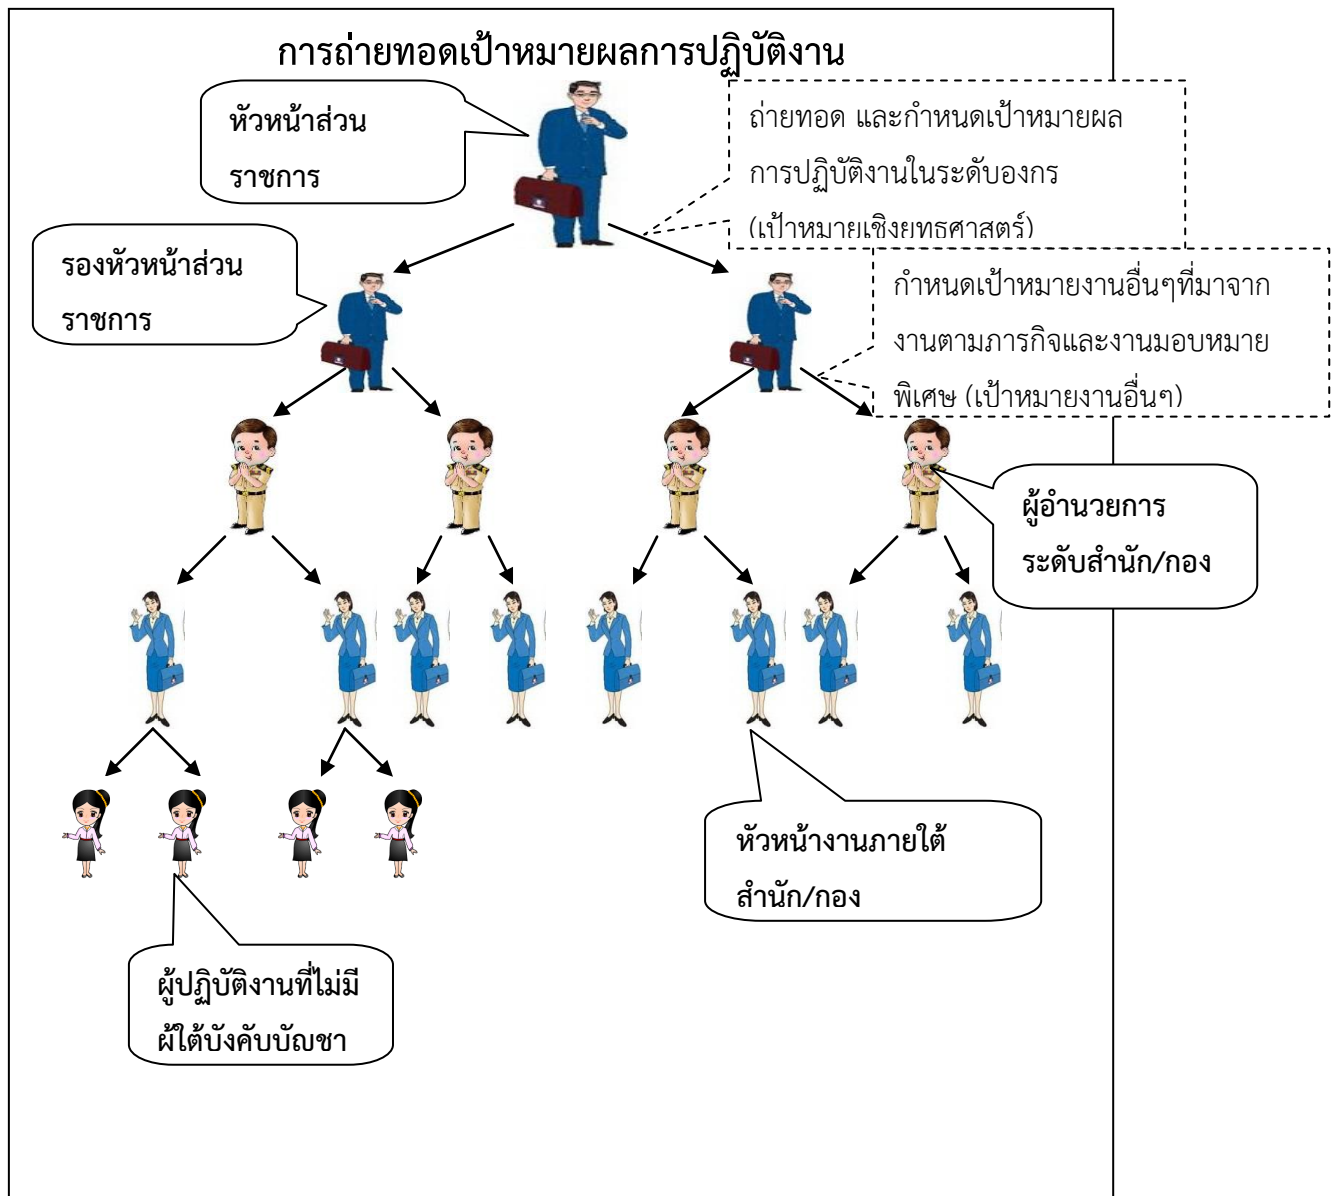 การถ่ายทอดเป้าหมายผลการปฏิบัติงาน
หัวหน้าส่วน
ราชการ
ถ่ายทอด และกำหนดเป้าหมายผล
การปฏิบัติงานในระดับองกร
(เป้าหมายเชิงยุทธศาสตร์)
รองหัวหน้าส่วน
ราชการ
กำหนดเป้าหมายงานอื่นๆที่มาจาก
งานตามภารกิจและงานมอบหมาย
พิเศษ (เป้าหมายงานอื่นๆ)
ผู้อำนวยการ
ระดับสำนัก/กอง
หัวหน้างานภายใต้
สำนัก/กอง
ผู้ปฏิบัติงานที่ไม่มี
ผู้ใต้บังคับบัญชา